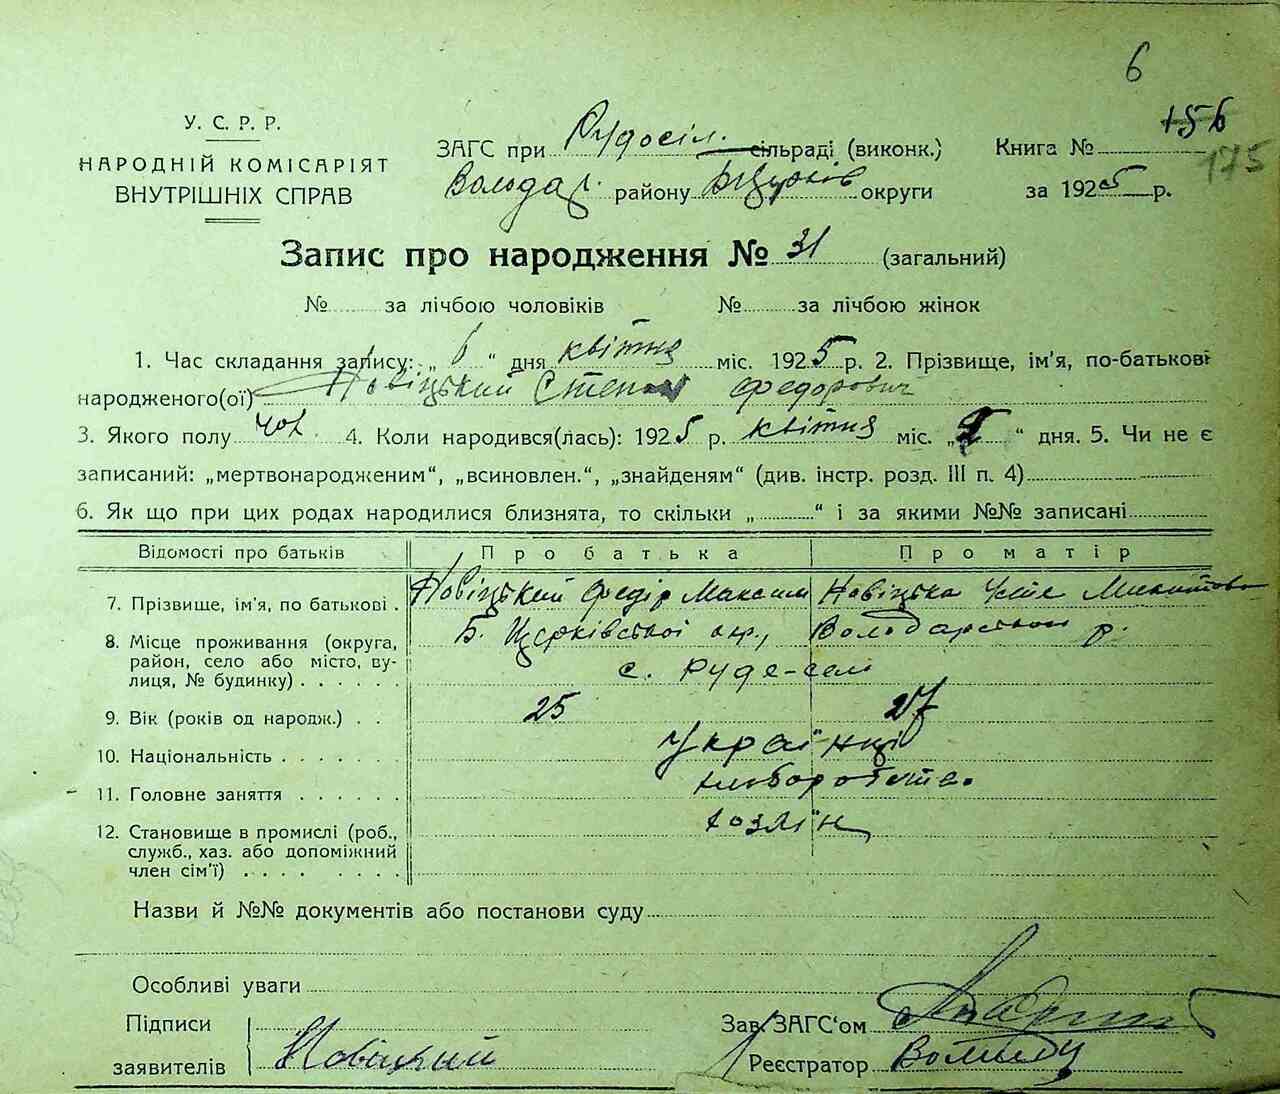 6
У. С. Р. Р.
НАРОДНІЙ КОМІСАРІЯТ
ВНУТРІШНІХ СПРАВ
ЗАГС при Рудосіл. сільраді (виконк.)
Володар. району Б Церків округи
Книга № 156
175
за 1925 р.
Запис про народження № 31 (загальний)
№ за лічбою чоловіків № за лічбою жінок
1. Час складання запису: „ 6 “ дня квітня міс. 1925 р. 2. Прізвище, ім'я, по-батькові
народженого(ої) Новіцький Степан Федорович
3. Якого полу чол. 4. Коли народився(лась): 1925 р. квітня міс. „ “ дня. 5. Чи не є
записаний: „мертвонародженим“, „всиновлен.“, „знайденям“ (див. інстр. розд. III п. 4)
6. Як що при цих родах народилися близнята, то скільки „ “ і за якими №№ записані
Відомості про батьків Про батька Про матір
7. Прізвище, ім'я, по батькові . Новіцький Федір Максим Новіцька Устя Микитова
8. Місце проживання (округа, район, село або місто, вулиця, № будинку) . . . . . . Б. Церківської окр., Володарського р.
с. Руде-село
9. Вік (років од народж.) . . 25 27
10. Національність . . . . . . . Українці
11. Головне заняття . . . . . . хлібороби
12. Становище в промислі (роб.,
служб., хаз. або допоміжний
член сім'ї) . . . . . . . .
Назви й №№ документів або постанови суду
Особливі уваги
Підписи
заявителів Новіцкий
Зав. ЗАГС'ом
Реєстратор